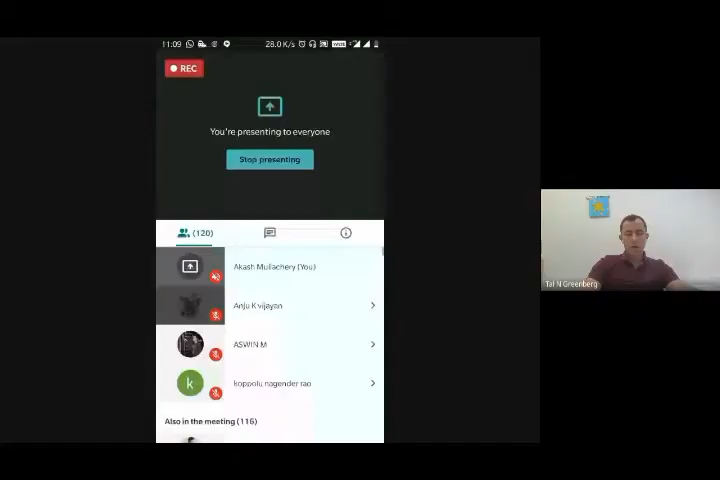 11:09
28.0 K/s
REC
You're presenting to everyone
Stop presenting
(120)
Akash Mullachery (You)
Anju K vijayan
ASWIN M
k
koppolu nagender rao
Also in the meeting (116)
Tal N Greenberg